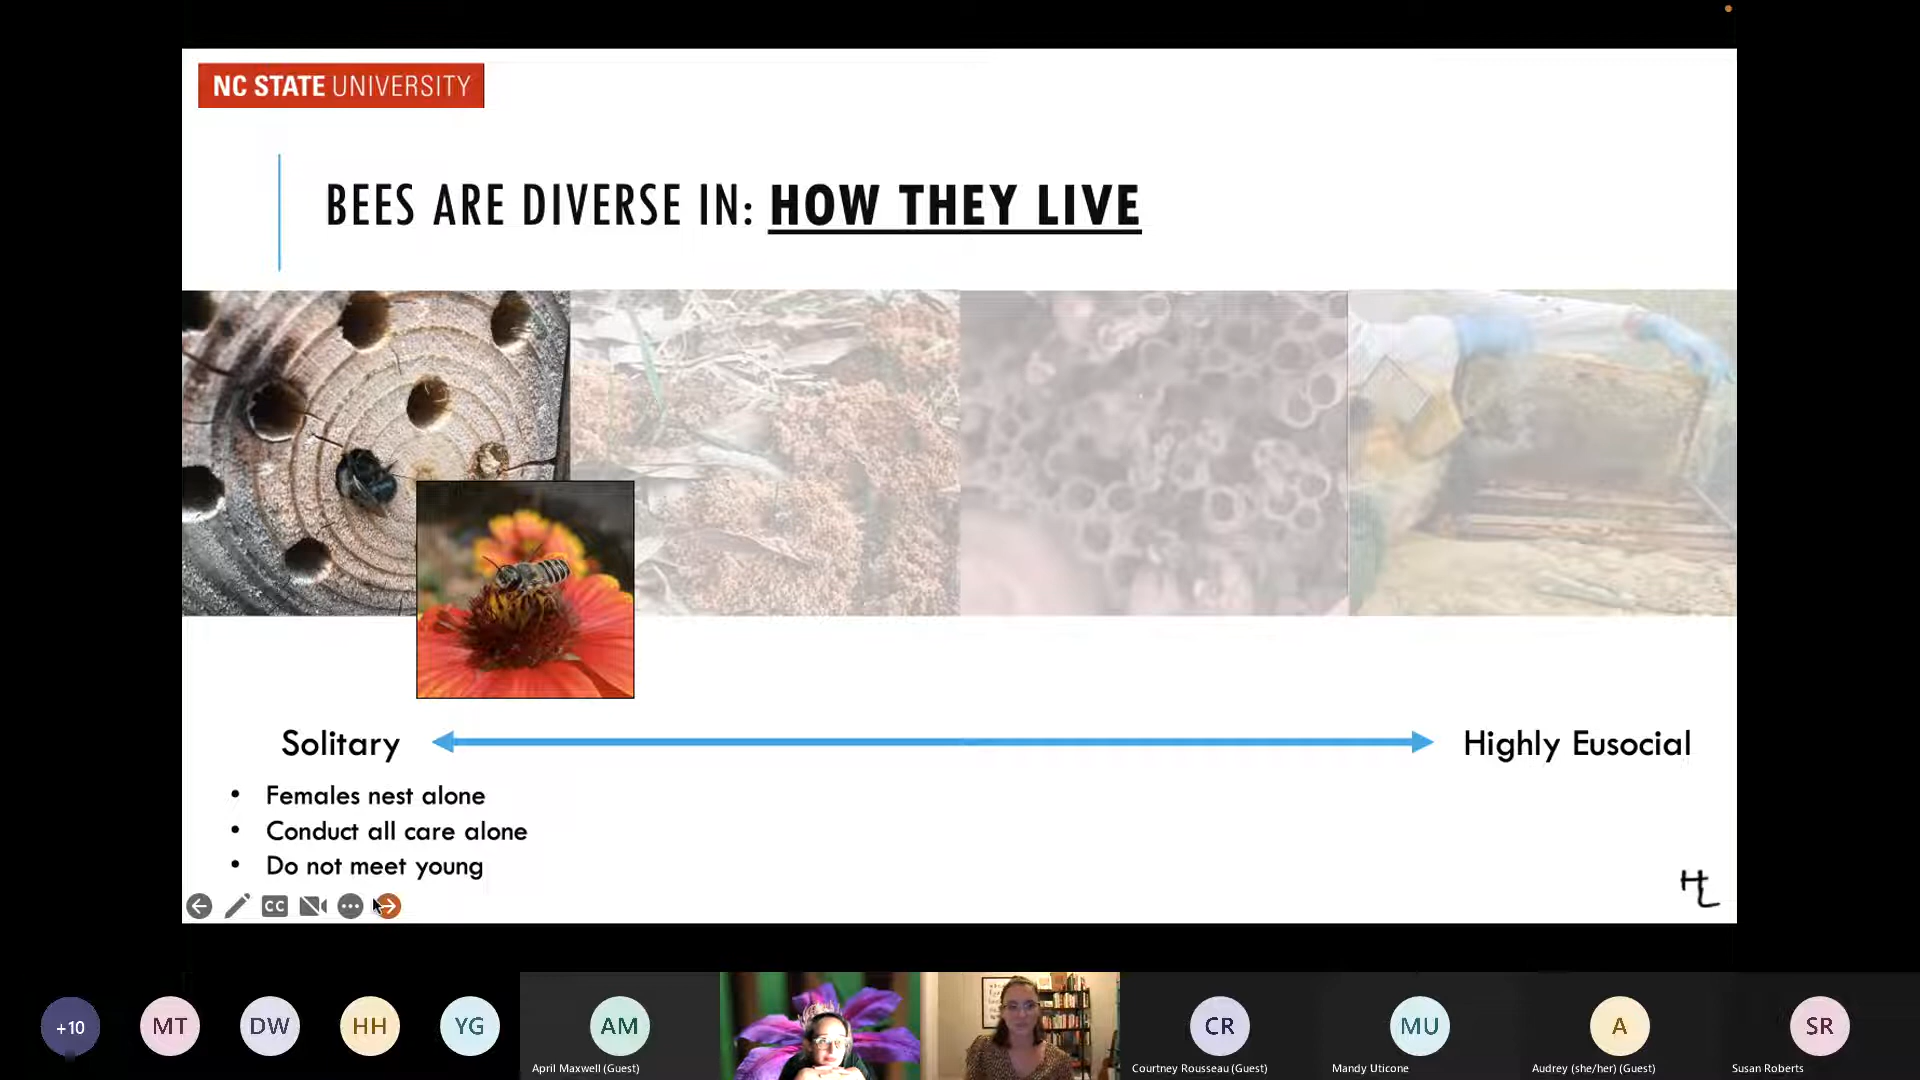 NC STATE UNIVERSITY
BEES ARE DIVERSE IN: HOW THEY LIVE
Solitary
Highly Eusocial
• Females nest alone
• Conduct all care alone
• Do not meet young
HL
CC
+10
MT
DW
HH
YG
AM
CR
MU
A
SR
April Maxwell (Guest)
Courtney Rousseau (Guest)
Mandy Uticone
Audrey (she/her) (Guest)
Susan Roberts